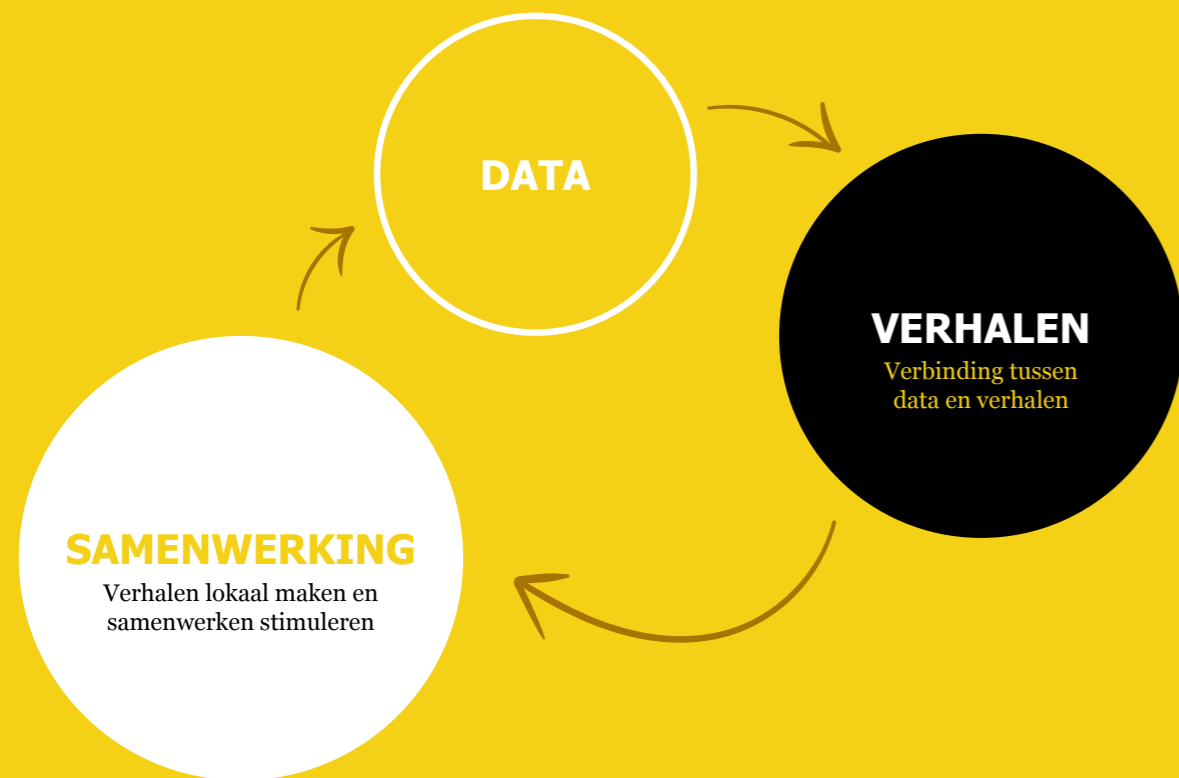 DATA
VERHALEN
Verbinding tussen
data en verhalen
SAMENWERKING
Verhalen lokaal maken en
samenwerken stimuleren